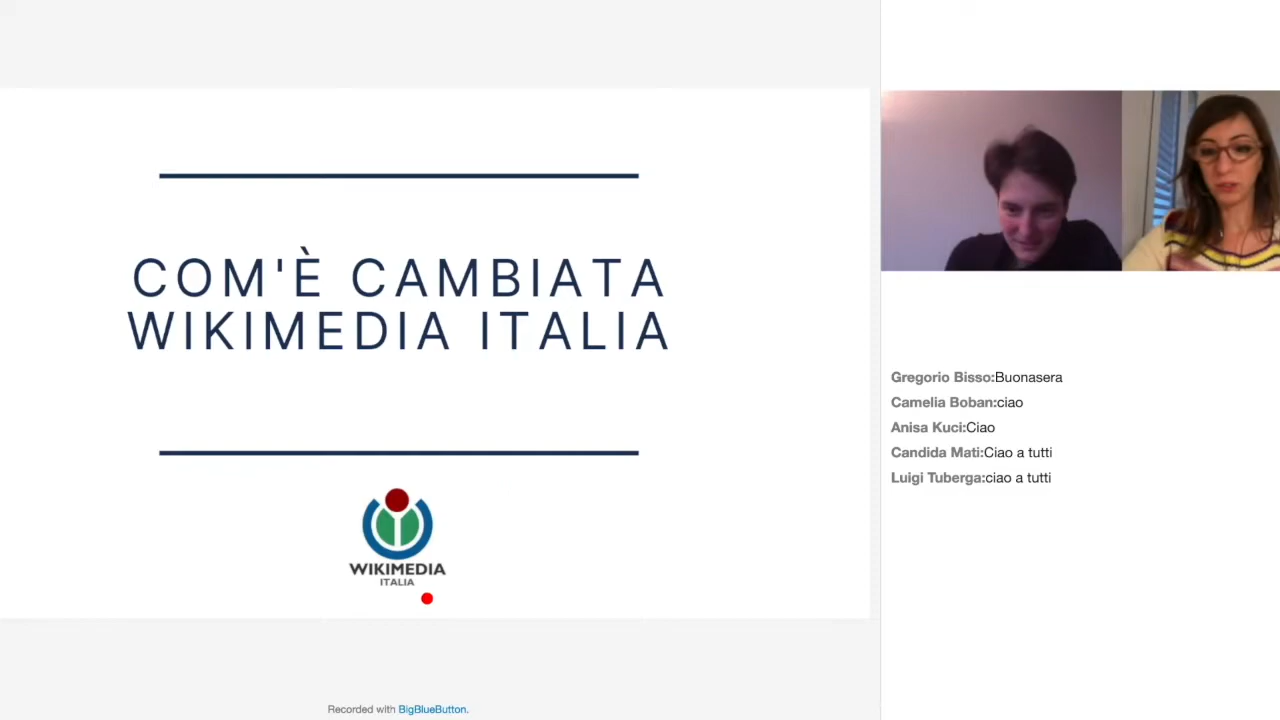 COM'È CAMBIATA
WIKIMEDIA ITALIA
WIKIMEDIA
ITALIA
Gregorio Bisso:Buonasera
Camelia Boban:ciao
Anisa Kuci:Ciao
Candida Mati:Ciao a tutti
Luigi Tuberga:ciao a tutti
Recorded with BigBlueButton.